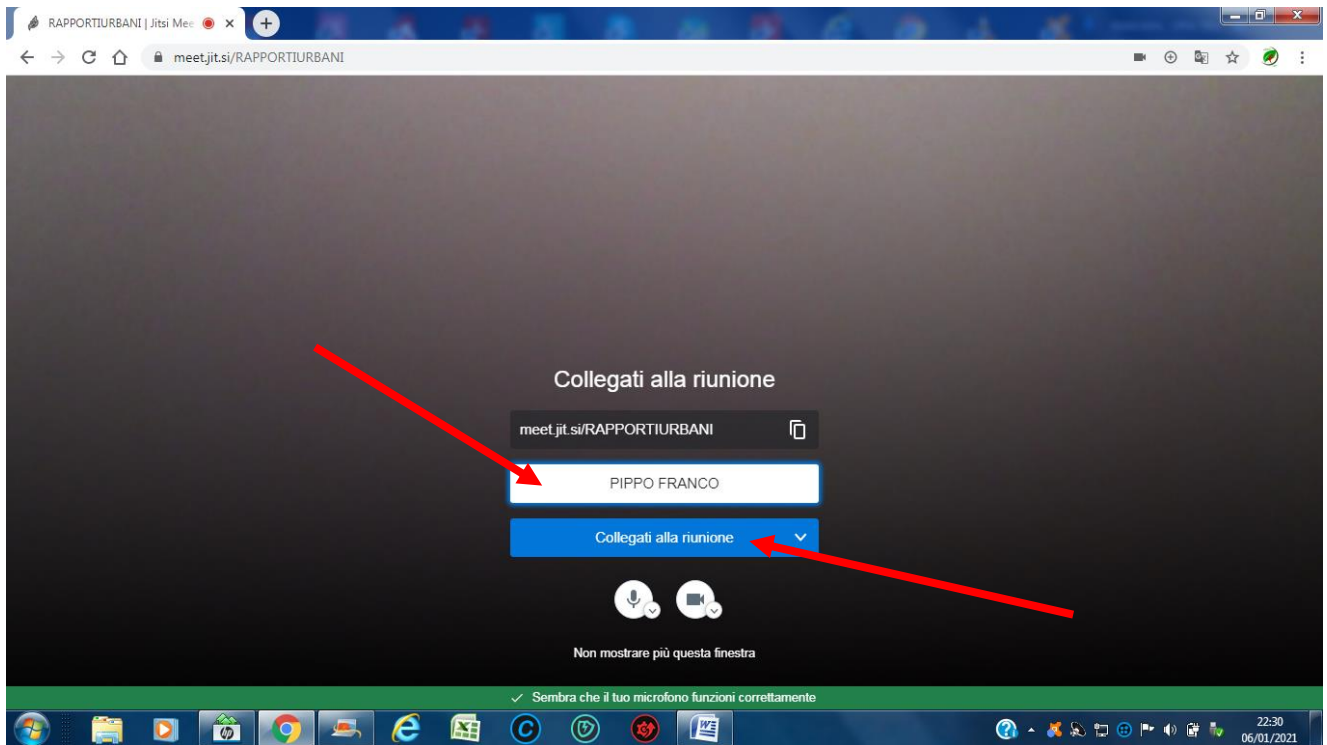 RAPPORTIURBANI | Jitsi Mee
meet.jit.si/RAPPORTIURBANI
Collegati alla riunione
meet.jit.si/RAPPORTIURBANI
PIPPO FRANCO
Collegati alla riunione
Non mostrare più questa finestra
Sembra che il tuo microfono funzioni correttamente
22:30
06/01/2021